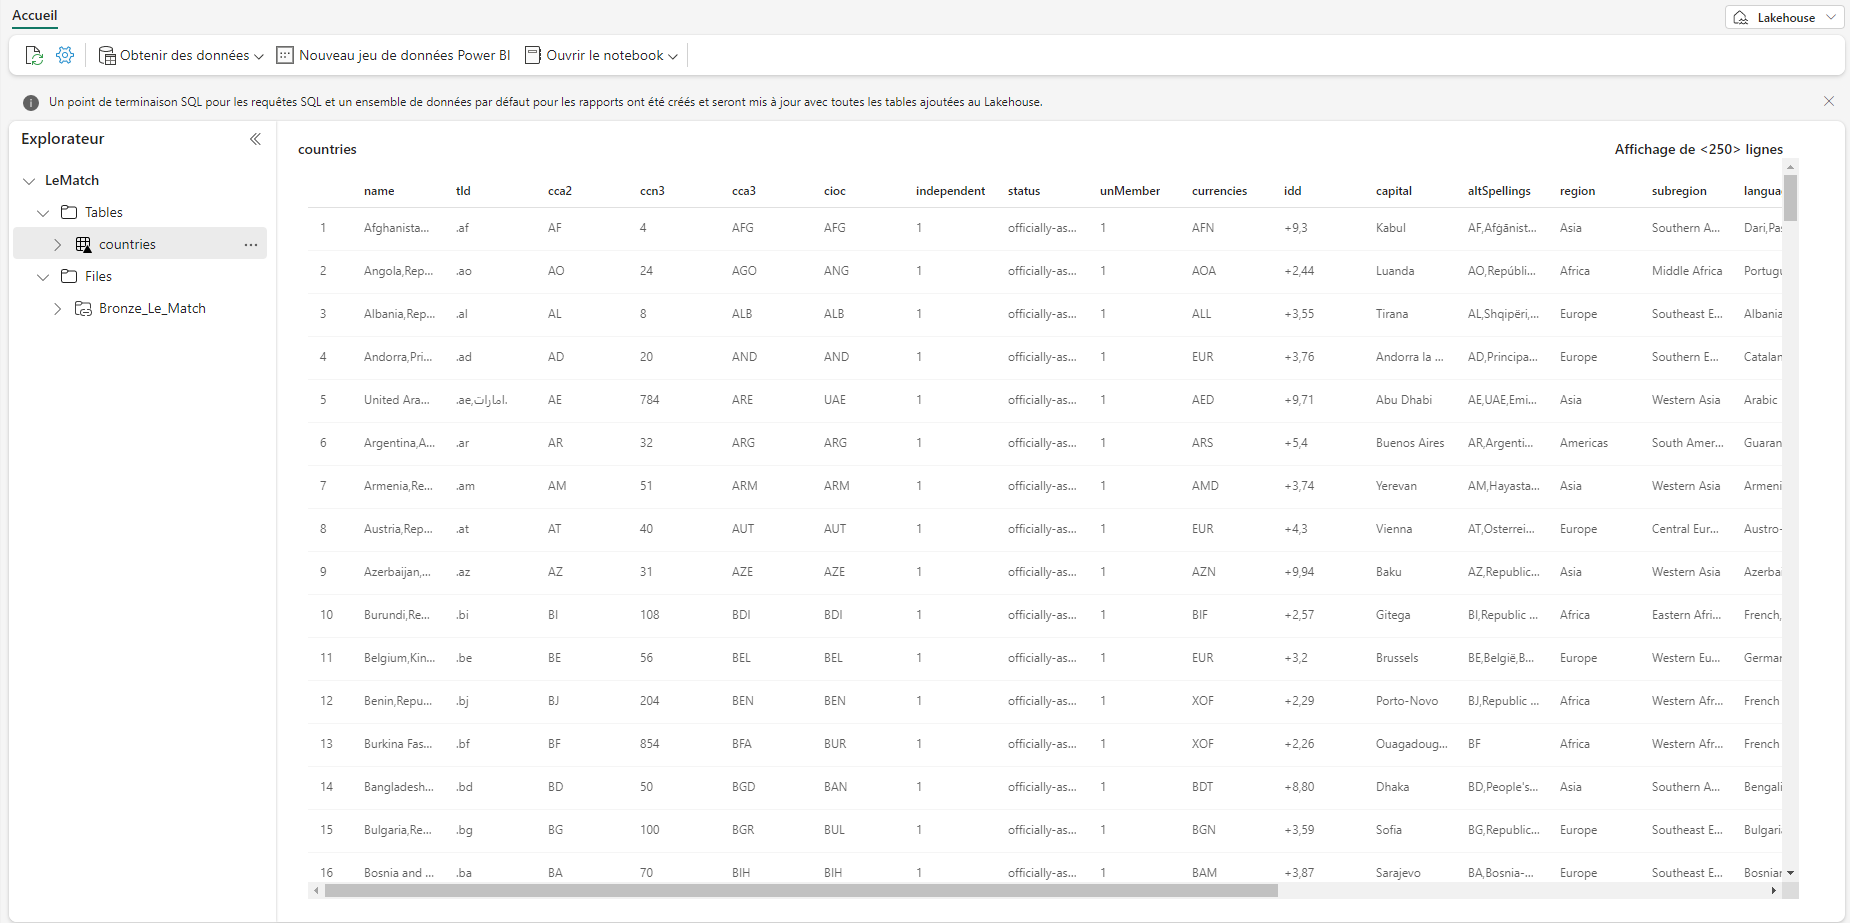 Accueil
Lakehouse
Obtenir des données
Nouveau jeu de données Power BI
Ouvrir le notebook
Un point de terminaison SQL pour les requêtes SQL et un ensemble de données par défaut pour les rapports ont été créés et seront mis à jour avec toutes les tables ajoutées au Lakehouse.
Explorateur
LeMatch
Tables
countries
Files
Bronze_Le_Match
countries
Affichage de <250> lignes
name tld cca2 ccn3 cca3 cioc independent status unMember currencies idd capital altSpellings region subregion langua
1 Afghanista... .af AF 4 AFG AFG 1 officially-as... 1 AFN +9,3 Kabul AF,Afġānist... Asia Southern A... Dari,Pas
2 Angola,Rep... .ao AO 24 AGO ANG 1 officially-as... 1 AOA +2,44 Luanda AO,Repúbli... Africa Middle Africa Portugu
3 Albania,Rep... .al AL 8 ALB ALB 1 officially-as... 1 ALL +3,55 Tirana AL,Shqipëri,... Europe Southeast E... Albania
4 Andorra,Pri... .ad AD 20 AND AND 1 officially-as... 1 EUR +3,76 Andorra la ... AD,Principa... Europe Southern E... Catalan
5 United Ara... .ae,امارات. AE 784 ARE UAE 1 officially-as... 1 AED +9,71 Abu Dhabi AE,UAE,Emi... Asia Western Asia Arabic
6 Argentina,A... .ar AR 32 ARG ARG 1 officially-as... 1 ARS +5,4 Buenos Aires AR,Argenti... Americas South Amer... Guaran
7 Armenia,Re... .am AM 51 ARM ARM 1 officially-as... 1 AMD +3,74 Yerevan AM,Hayasta... Asia Western Asia Armeni
8 Austria,Rep... .at AT 40 AUT AUT 1 officially-as... 1 EUR +4,3 Vienna AT,Osterrei... Europe Central Eur... Austro-
9 Azerbaijan,... .az AZ 31 AZE AZE 1 officially-as... 1 AZN +9,94 Baku AZ,Republic... Asia Western Asia Azerba
10 Burundi,Re... .bi BI 108 BDI BDI 1 officially-as... 1 BIF +2,57 Gitega BI,Republic ... Africa Eastern Afri... French,
11 Belgium,Kin... .be BE 56 BEL BEL 1 officially-as... 1 EUR +3,2 Brussels BE,België,B... Europe Western Eu... German
12 Benin,Repu... .bj BJ 204 BEN BEN 1 officially-as... 1 XOF +2,29 Porto-Novo BJ,Republic ... Africa Western Afr... French
13 Burkina Fas... .bf BF 854 BFA BUR 1 officially-as... 1 XOF +2,26 Ouagadoug... BF Africa Western Afr... French
14 Bangladesh... .bd BD 50 BGD BAN 1 officially-as... 1 BDT +8,80 Dhaka BD,People's... Asia Southern A... Bengali
15 Bulgaria,Re... .bg BG 100 BGR BUL 1 officially-as... 1 BGN +3,59 Sofia BG,Republic... Europe Southeast E... Bulgari
16 Bosnia and ... .ba BA 70 BIH BIH 1 officially-as... 1 BAM +3,87 Sarajevo BA,Bosnia-... Europe Southeast E... Bosnian